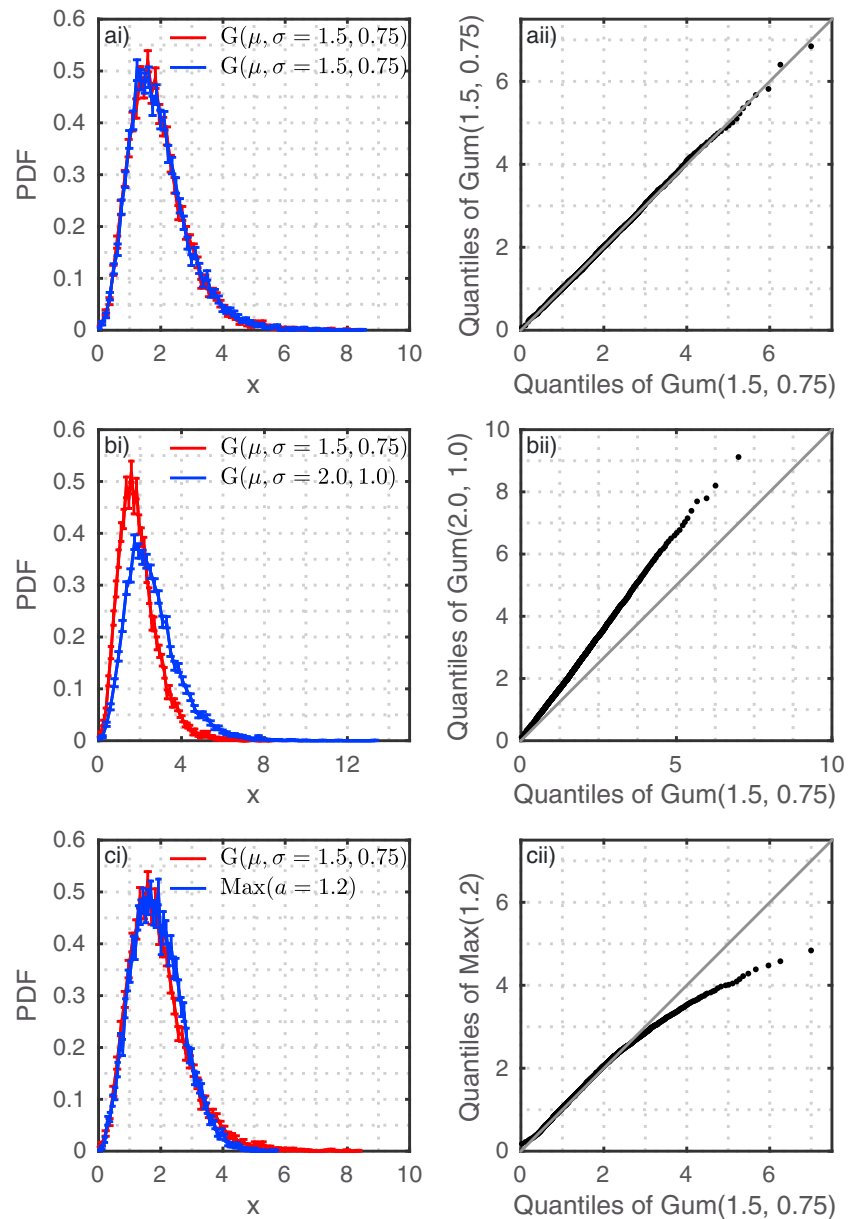 ai)
G(μ, σ = 1.5, 0.75)
G(μ, σ = 1.5, 0.75)
0.6
0.5
0.4
0.3
0.2
0.1
0
PDF
0 2 4 6 8 10
x
aii)
6
4
2
0
Quantiles of Gum(1.5, 0.75)
0 2 4 6
Quantiles of Gum(1.5, 0.75)
bi)
G(μ, σ = 1.5, 0.75)
G(μ, σ = 2.0, 1.0)
0.6
0.5
0.4
0.3
0.2
0.1
0
PDF
0 4 8 12
x
bii)
10
8
6
4
2
0
Quantiles of Gum(2.0, 1.0)
0 5 10
Quantiles of Gum(1.5, 0.75)
ci)
G(μ, σ = 1.5, 0.75)
Max(a = 1.2)
0.6
0.5
0.4
0.3
0.2
0.1
0
PDF
0 2 4 6 8 10
x
cii)
6
4
2
0
Quantiles of Max(1.2)
0 2 4 6
Quantiles of Gum(1.5, 0.75)